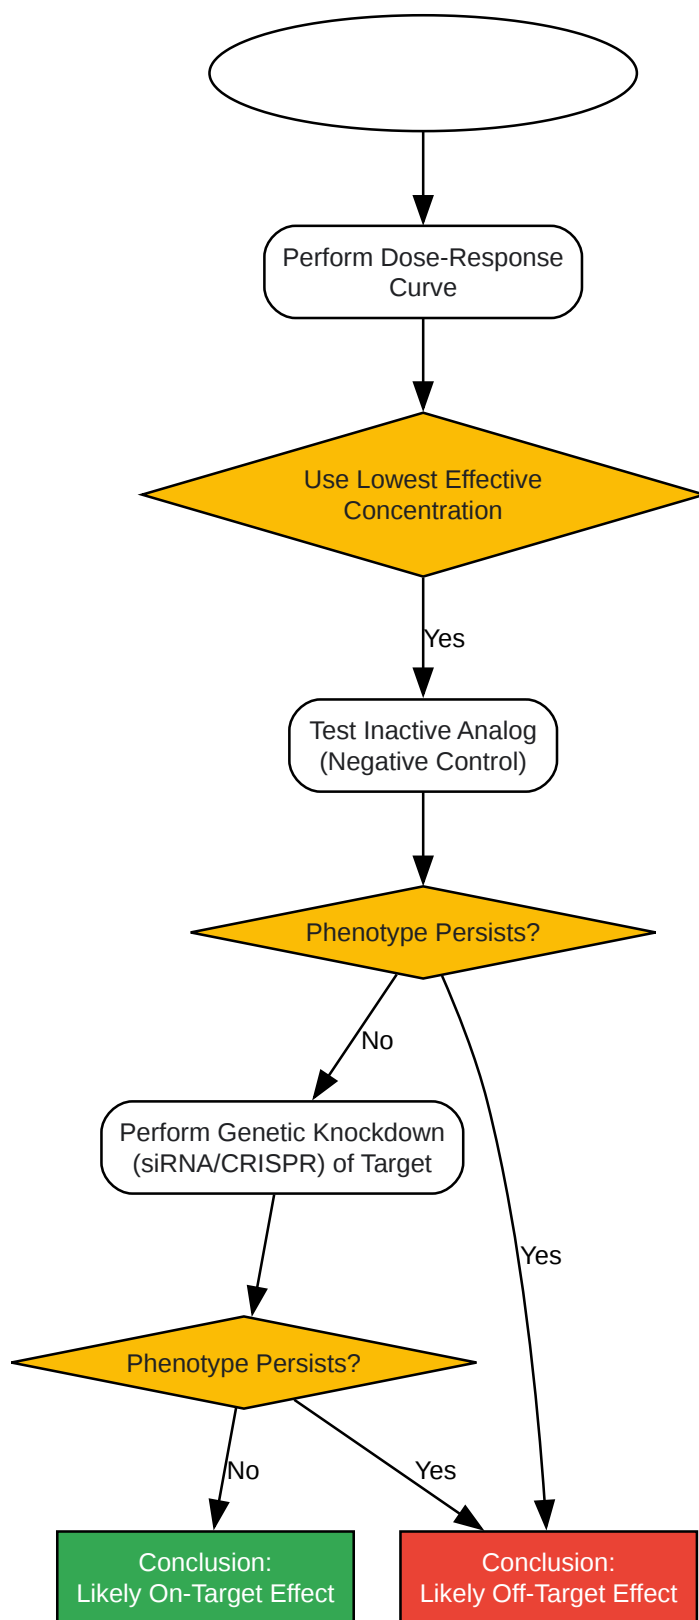 Perform Dose-Response
Curve
Use Lowest Effective
Concentration
Yes
Test Inactive Analog
(Negative Control)
Phenotype Persists?
No
Perform Genetic Knockdown
(siRNA/CRISPR) of Target
Yes
Phenotype Persists?
No
Yes
Conclusion:
Likely On-Target Effect
Conclusion:
Likely Off-Target Effect